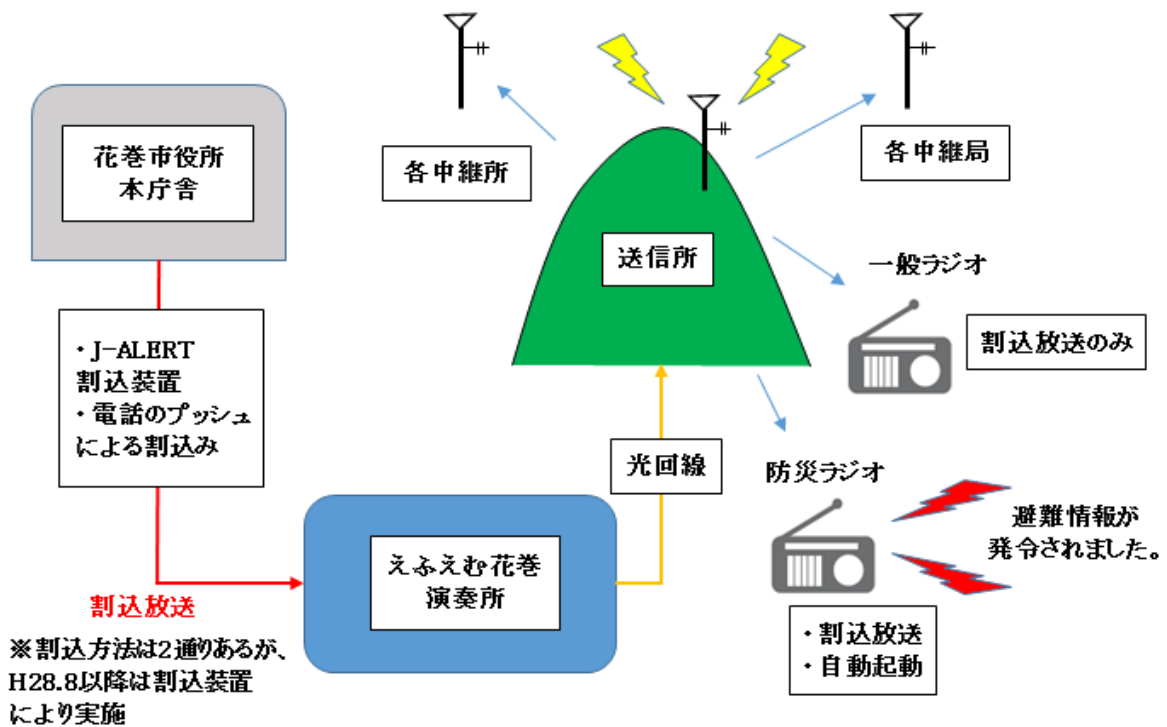 花巻市役所
本庁舎
・J-ALERT
割込装置
・電話のプッシュ
による割込み
割込放送
※割込方法は2通りあるが、
H28.8以降は割込装置
により実施
えふえむ花巻
演奏所
光回線
送信所
各中継所
各中継局
一般ラジオ
割込放送のみ
防災ラジオ
避難情報が
発令されました。
・割込放送
・自動起動